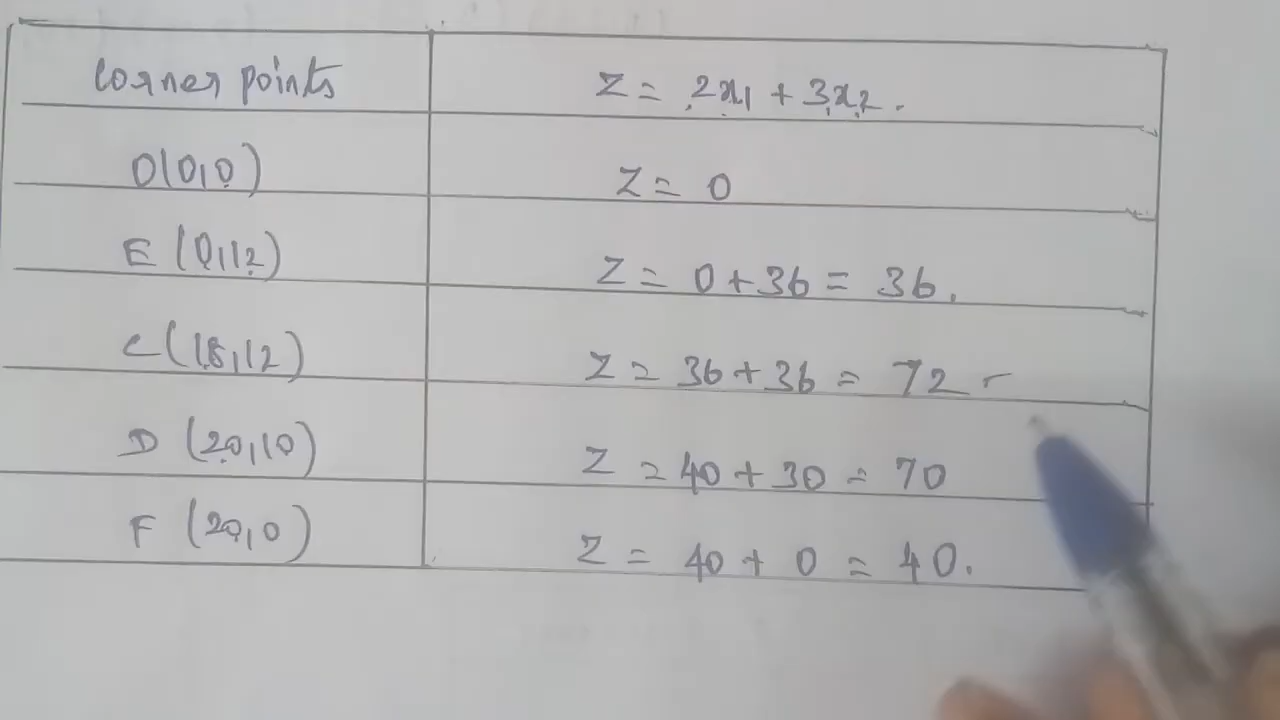 Corner points Z = 2x1 + 3x2.
O(0,0) Z = 0
E (0,12) Z = 0+36 = 36.
C (18,12) Z = 36+36 = 72
D (20,10) Z = 40 + 30 = 70
F (20,0) Z = 40 + 0 = 40.